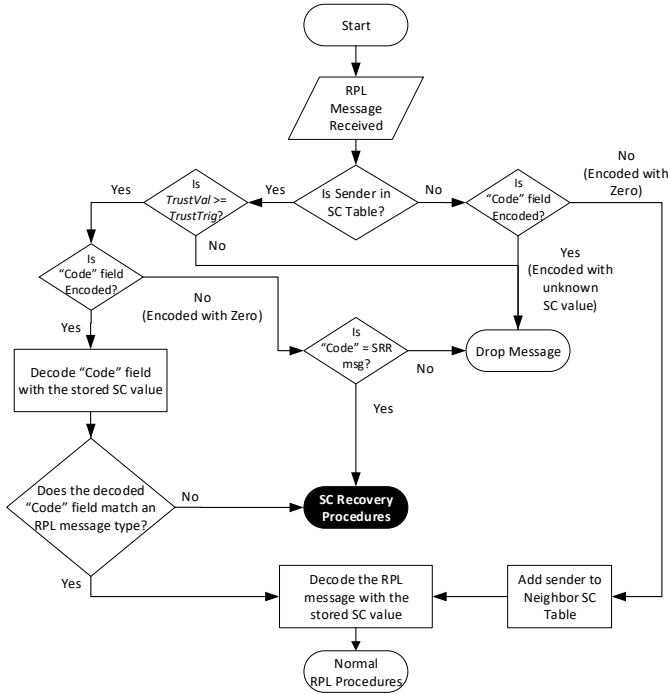 Start
RPL
Message
Received
No
(Encoded with
Zero)
Is
TrustVal >=
TrustTrig?
Yes
Yes
Is Sender in
SC Table?
No
Is
“Code” field
Encoded?
No
Is
“Code” field
Encoded?
Yes
(Encoded with
unknown
SC value)
No
(Encoded with Zero)
Yes
Is
“Code” = SRR
msg?
No
Drop Message
Decode “Code” field
with the stored SC value
Yes
Does the decoded
“Code” field match an
RPL message type?
No
SC Recovery
Procedures
Yes
Decode the RPL
message with the
stored SC value
Add sender to
Neighbor SC
Table
Normal
RPL Procedures